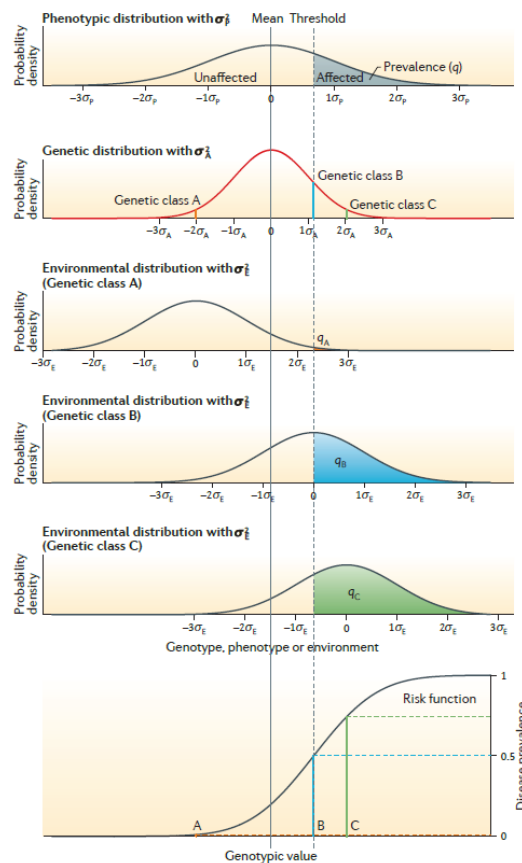 Phenotypic distribution with σ²P
Mean Threshold
Probability density
Unaffected
Affected
Prevalence (q)
−3σP −2σP −1σP 0 1σP 2σP 3σP
Genetic distribution with σ²A
Probability density
Genetic class B
Genetic class A
Genetic class C
−3σA −2σA −1σA 0 1σA 2σA 3σA
Environmental distribution with σ²E
(Genetic class A)
Probability density
qA
−3σE −2σE −1σE 0 1σE 2σE 3σE
Environmental distribution with σ²E
(Genetic class B)
Probability density
qB
−3σE −2σE −1σE 0 1σE 2σE 3σE
Environmental distribution with σ²E
(Genetic class C)
Probability density
qC
−3σE −2σE −1σE 0 1σE 2σE 3σE
Genotype, phenotype or environment
1
Risk function
0.5
Disease prevalence
A B C
0
Genotypic value